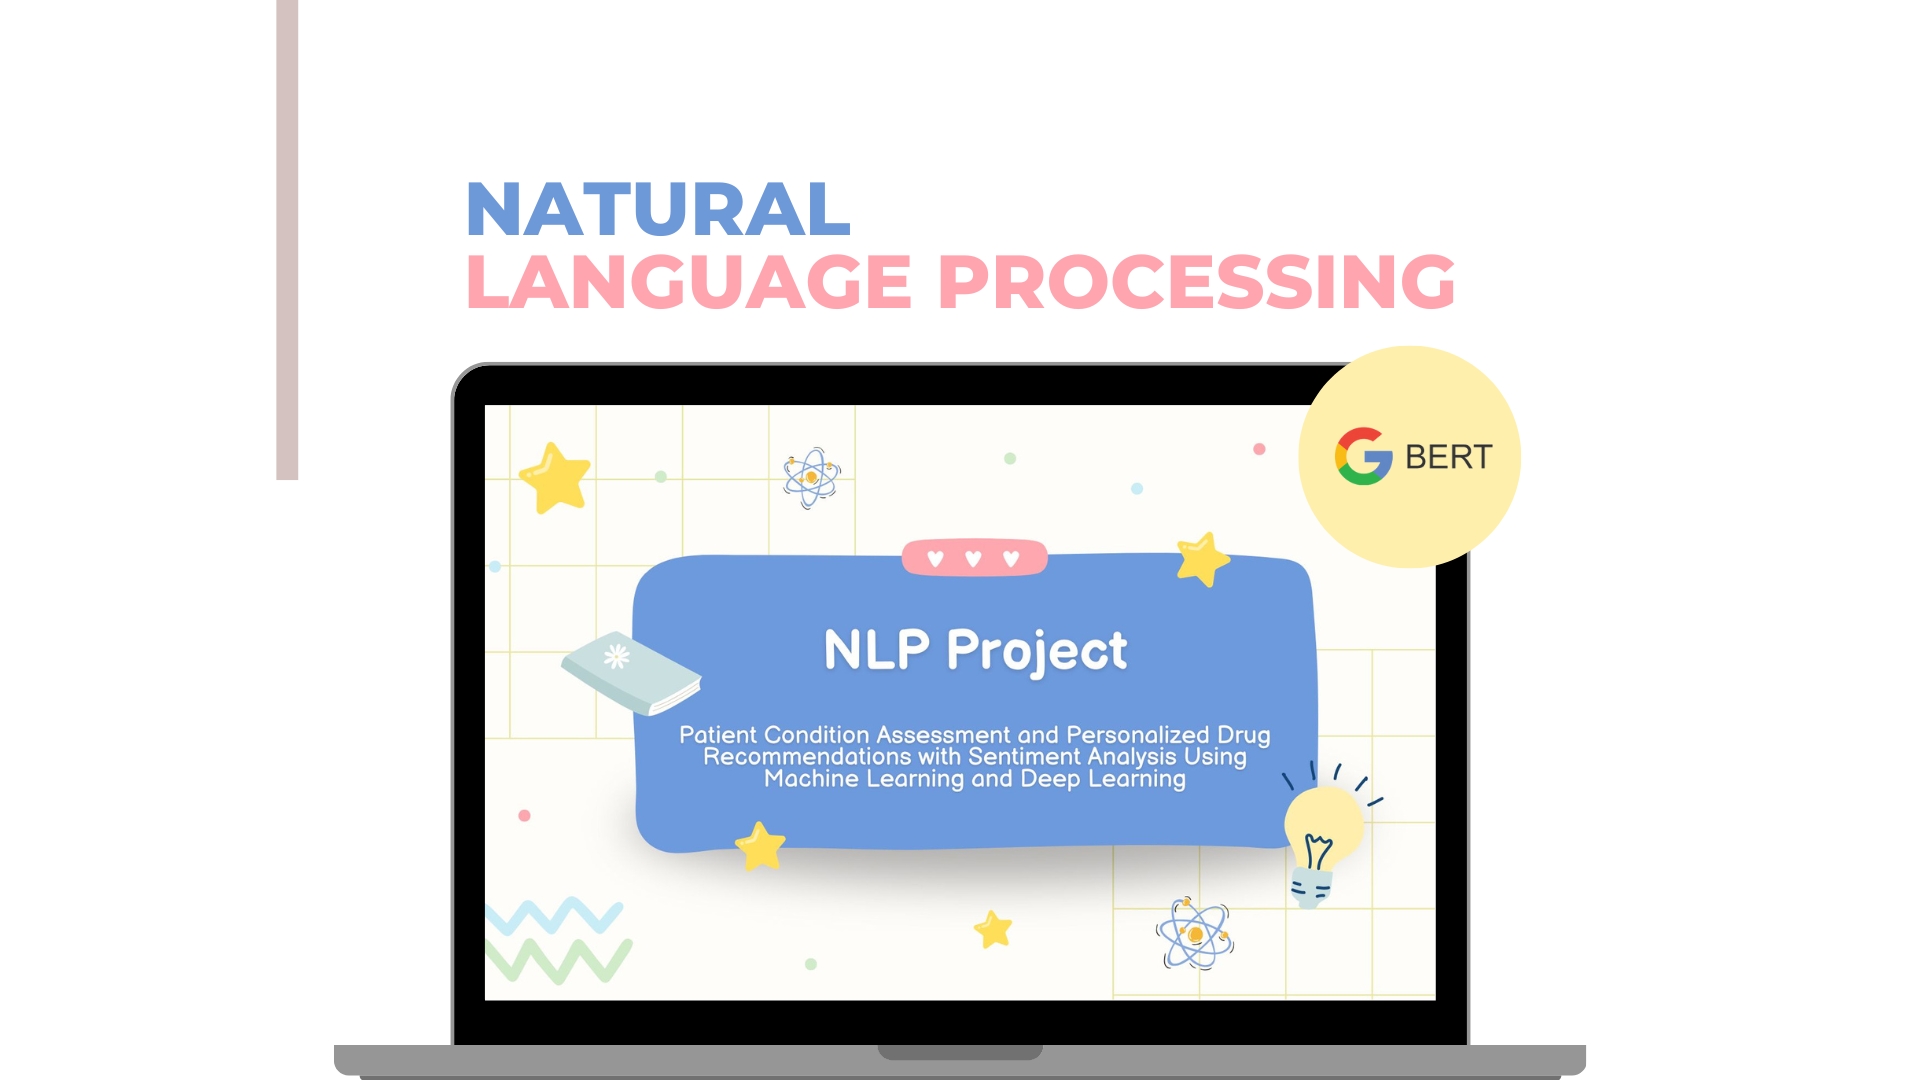 NATURAL
LANGUAGE PROCESSING
BERT
NLP Project
Patient Condition Assessment and Personalized Drug
Recommendations with Sentiment Analysis Using
Machine Learning and Deep Learning